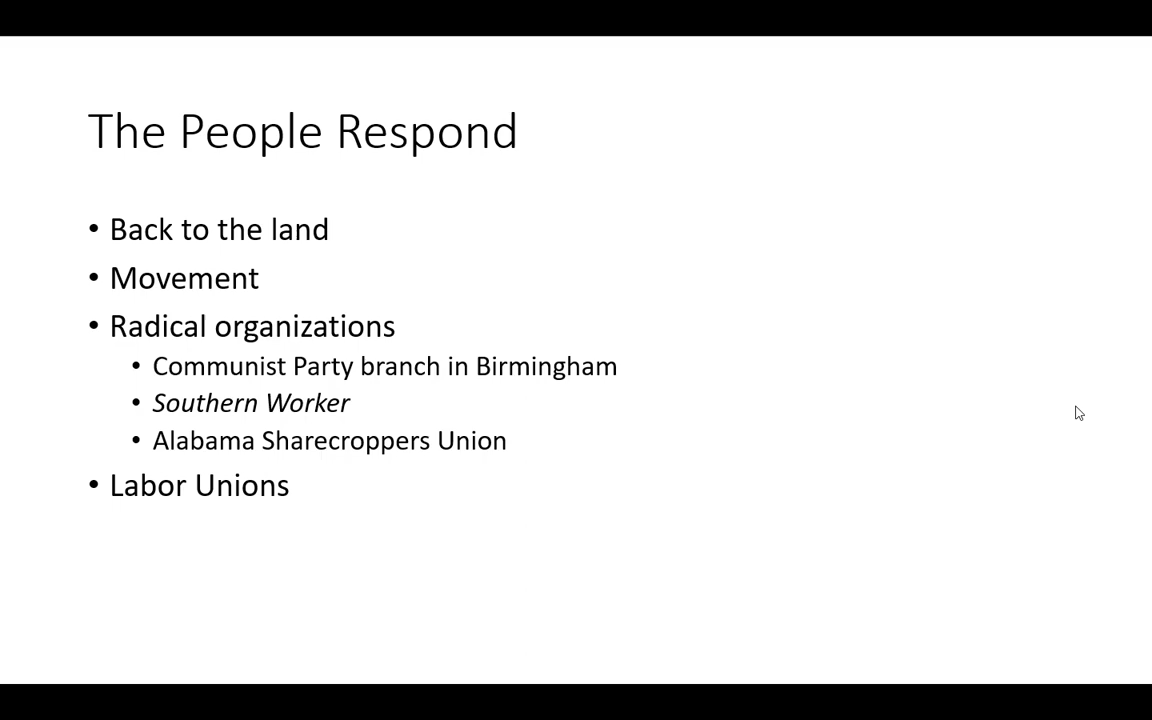 The People Respond
• Back to the land
• Movement
• Radical organizations
• Communist Party branch in Birmingham
• Southern Worker
• Alabama Sharecroppers Union
• Labor Unions